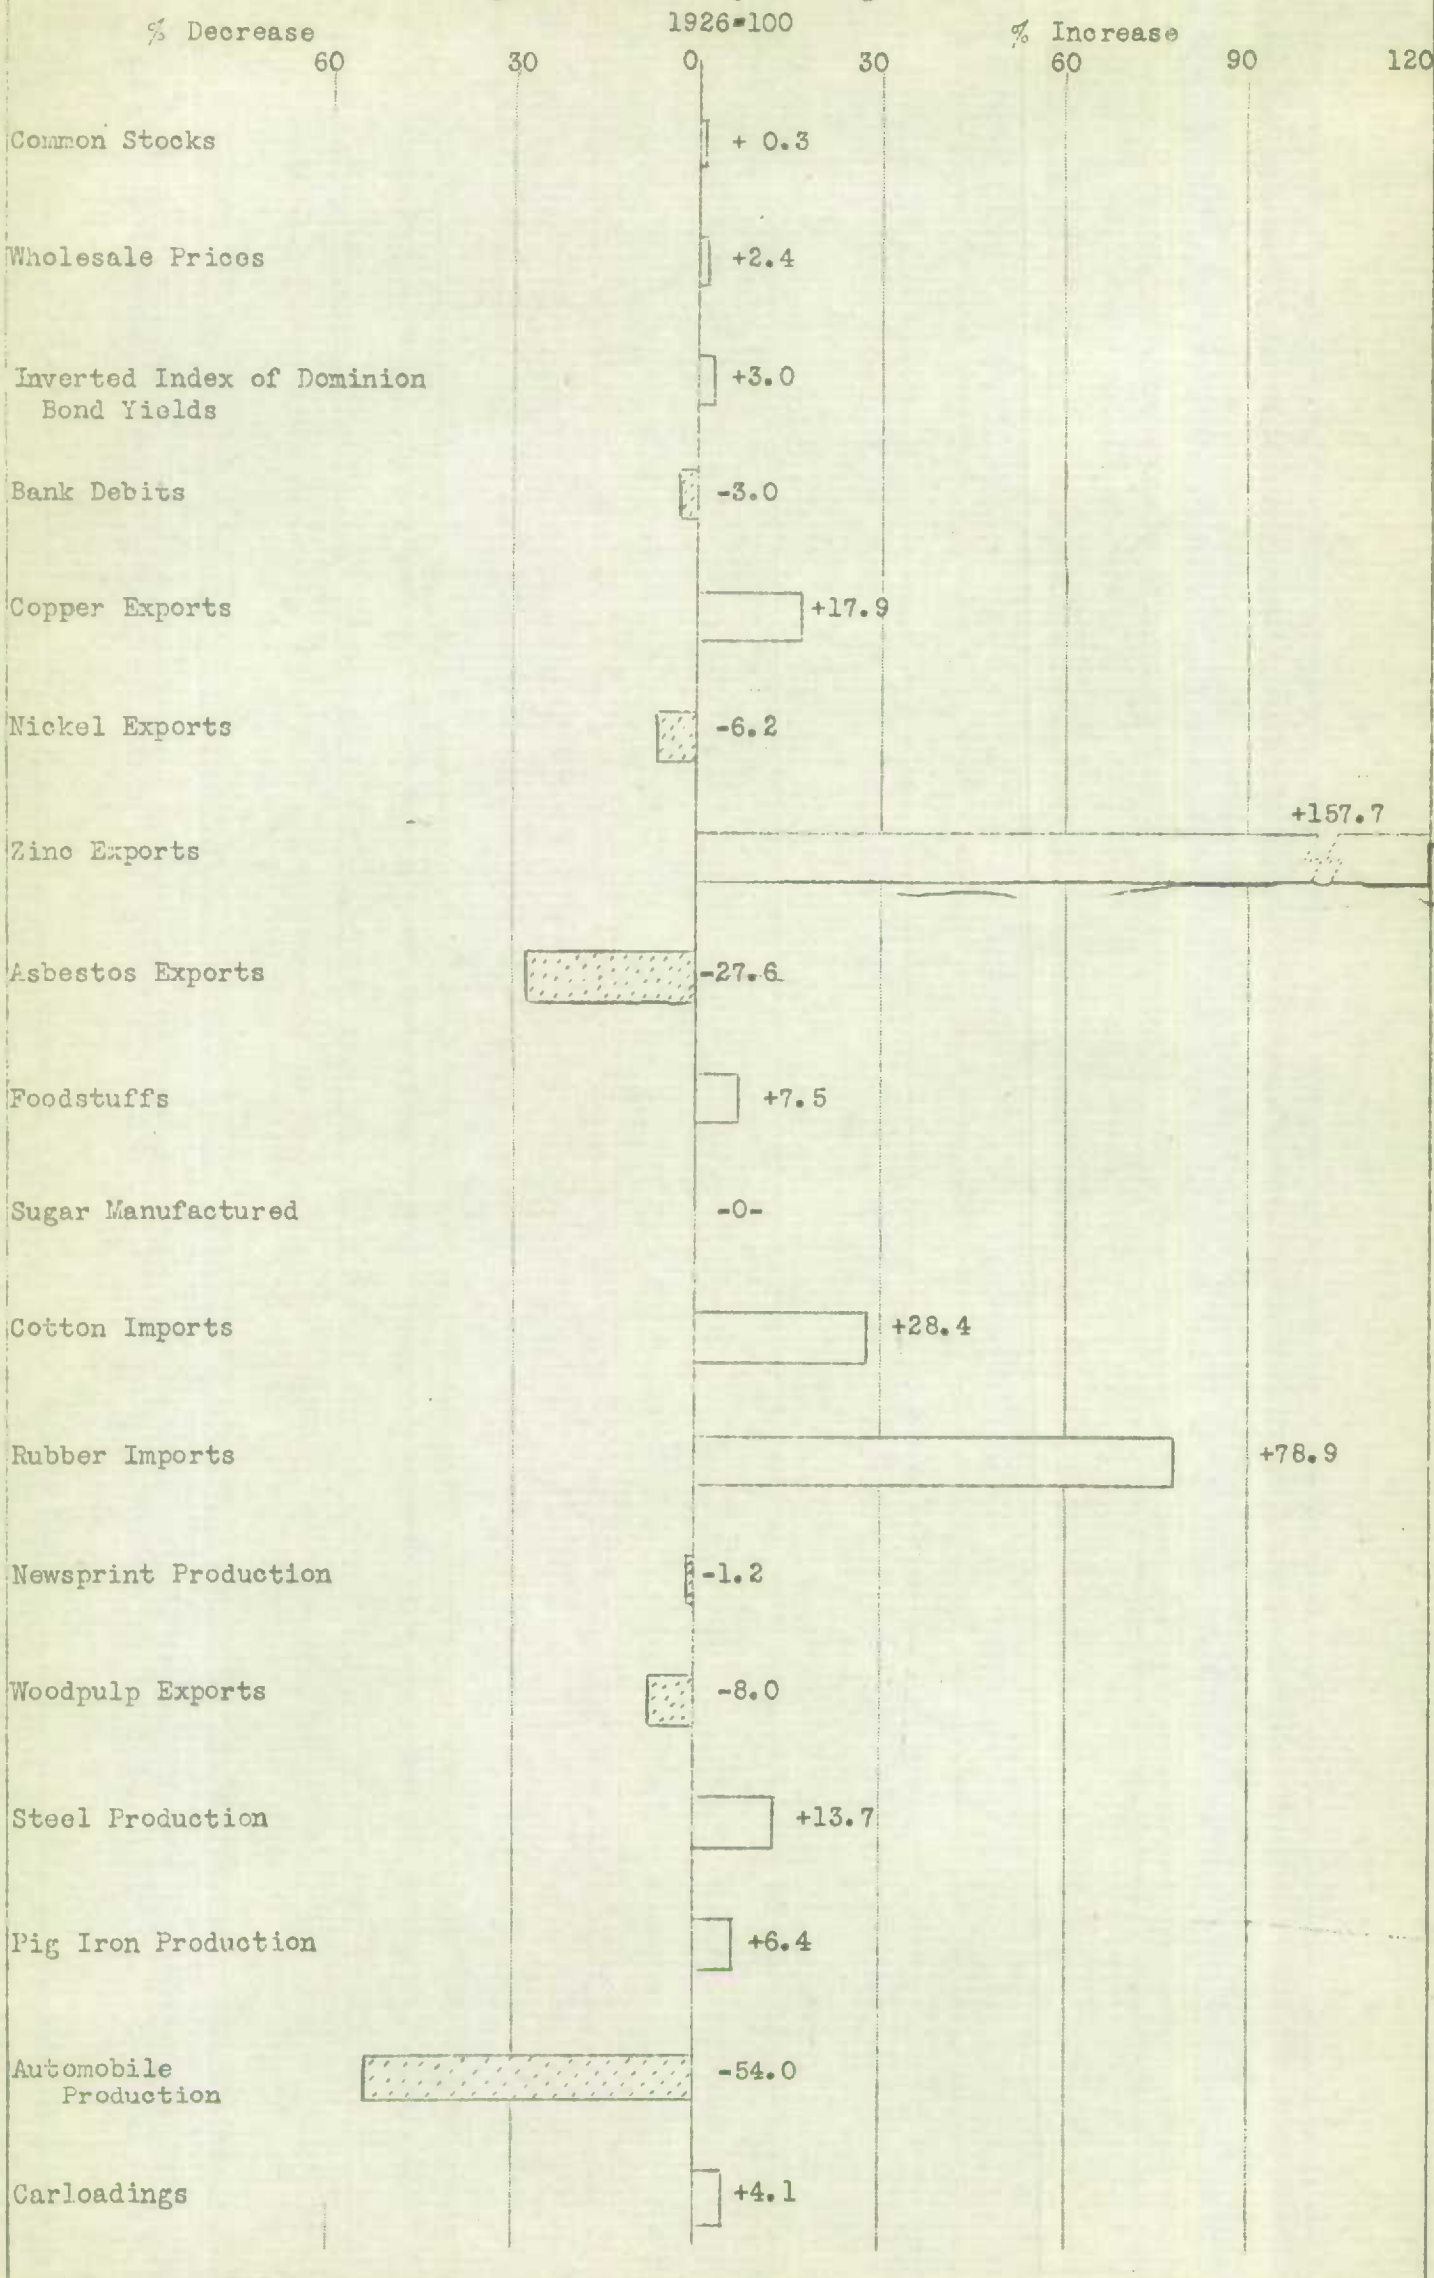 1926=100
% Decrease % Increase
60 30 0 30 60 90 120
Common Stocks + 0.3
Wholesale Prices +2.4
Inverted Index of Dominion
Bond Yields +3.0
Bank Debits -3.0
Copper Exports +17.9
Nickel Exports -6.2
Zinc Exports +157.7
Asbestos Exports -27.6
Foodstuffs +7.5
Sugar Manufactured -0-
Cotton Imports +28.4
Rubber Imports +78.9
Newsprint Production -1.2
Woodpulp Exports -8.0
Steel Production +13.7
Pig Iron Production +6.4
Automobile
Production -54.0
Carloadings +4.1